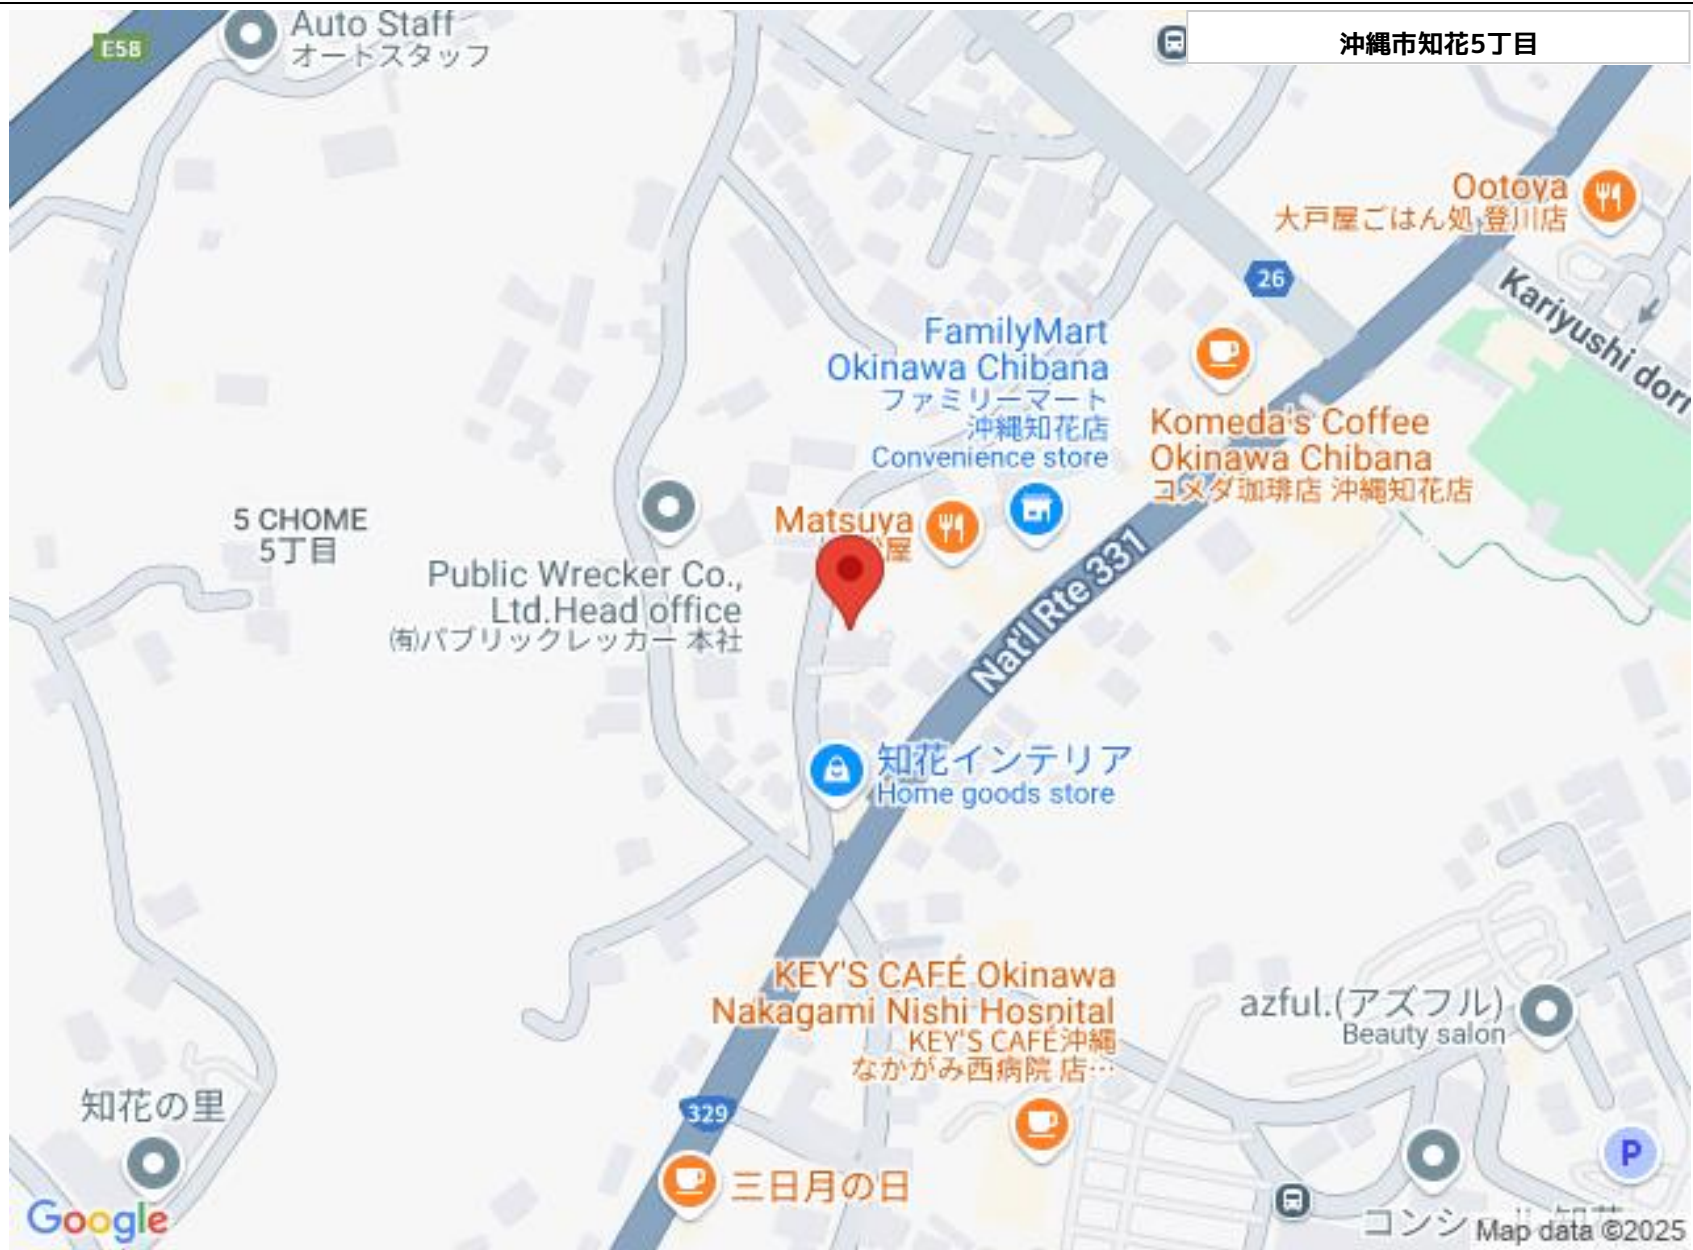 Auto Staff
オートスタッフ
E58
沖縄市知花5丁目
Ootoya
大戸屋ごはん処 登川店
26
Kariyushi dori
FamilyMart
Okinawa Chibana
ファミリーマート
沖縄知花店
Convenience store
Komeda's Coffee
Okinawa Chibana
コメダ珈琲店 沖縄知花店
5 CHOME
5丁目
Matsuya
屋
Public Wrecker Co.,
Ltd.Head office
㈲パブリックレッカー 本社
Nat'l Rte 331
知花インテリア
Home goods store
KEY'S CAFÉ Okinawa
Nakagami Nishi Hospital
KEY'S CAFÉ沖縄
なかがみ西病院 店…
azful.(アズフル)
Beauty salon
知花の里
329
三日月の日
P
コンシ
Google
Map data ©2025